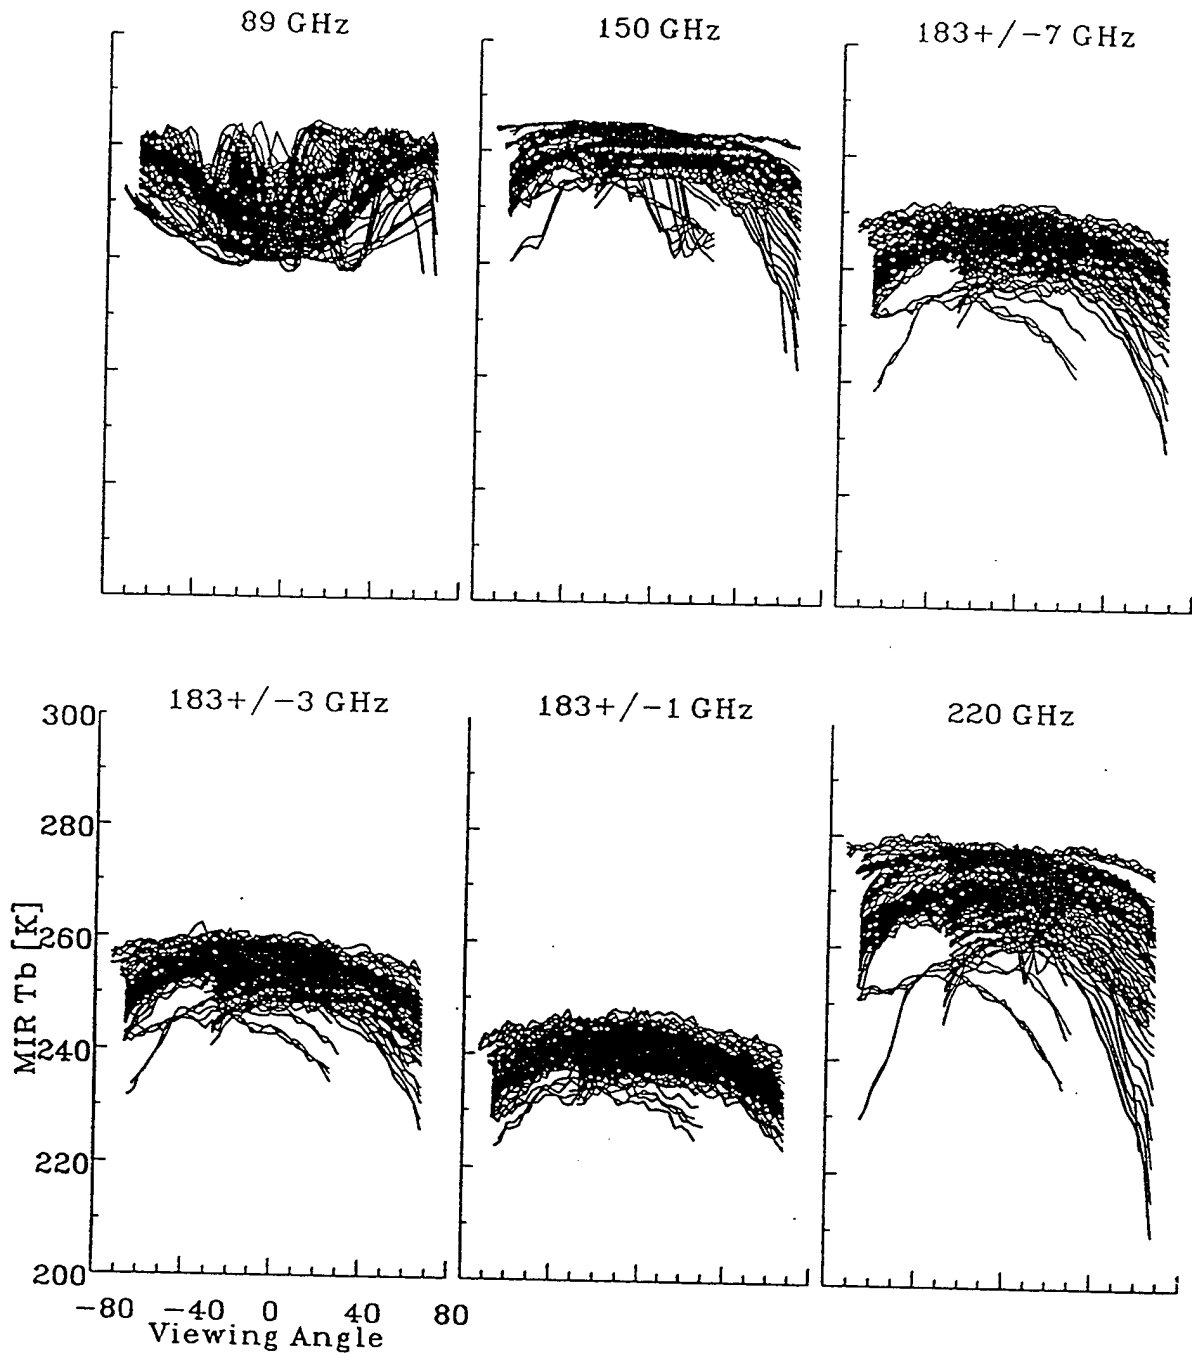 89 GHz
150 GHz
183+/-7 GHz
183+/-3 GHz
183+/-1 GHz
220 GHz
300
280
260
240
220
200
MIR Tb [K]
-80 -40 0 40 80
Viewing Angle